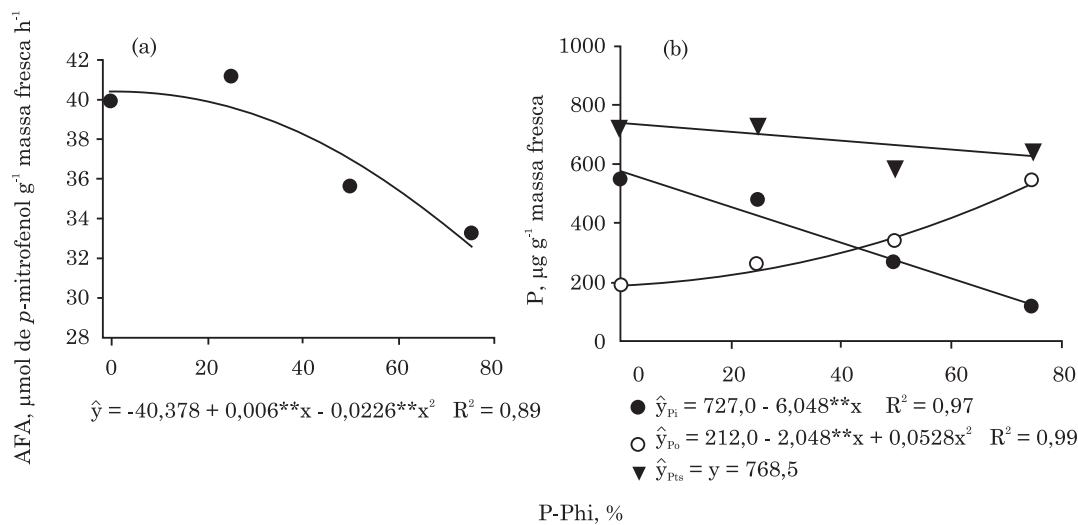 (a)
AFA, μmol de p-mitrofenol g⁻¹ massa fresca h⁻¹
42
40
38
36
34
32
30
28
0 20 40 60 80
ŷ = -40,378 + 0,006**x - 0,0226**x² R² = 0,89
(b)
P, μg g⁻¹ massa fresca
1000
800
600
400
200
0
0 20 40 60 80
ŷPi = 727,0 - 6,048**x R² = 0,97
ŷPo = 212,0 - 2,048**x + 0,0528x² R² = 0,99
ŷPts = y = 768,5
P-Phi, %